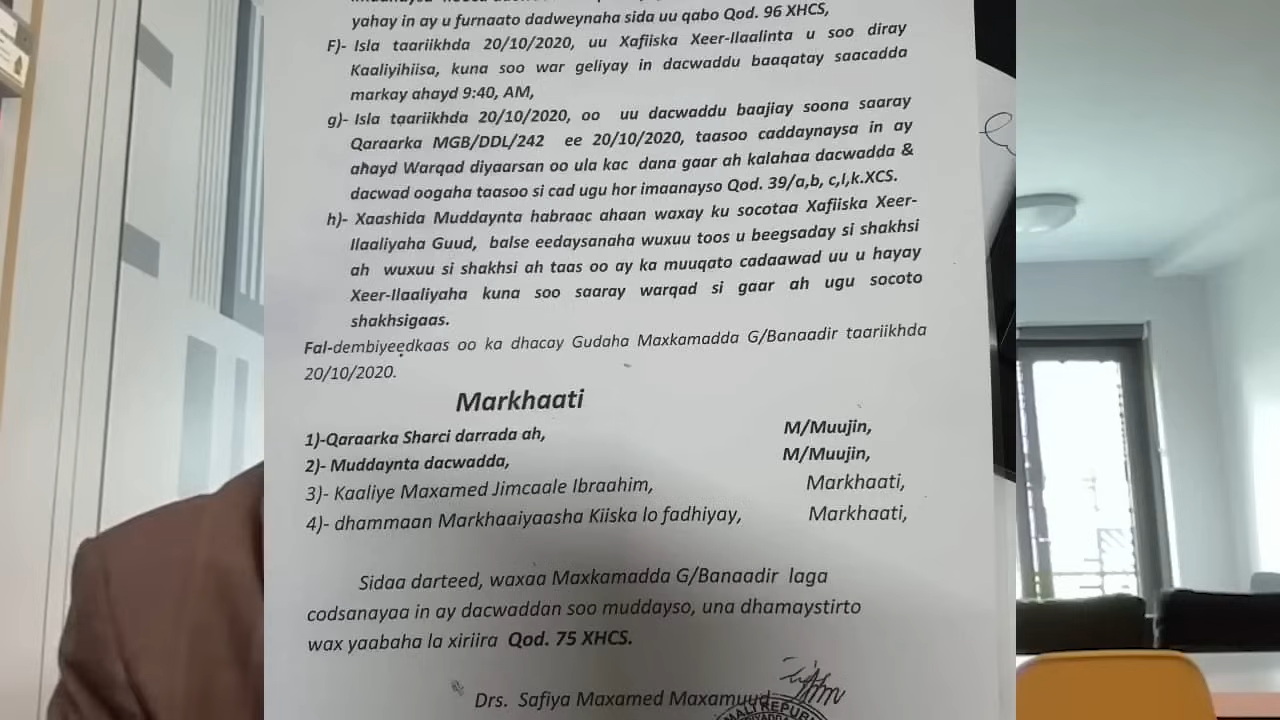 yahay in ay u furnaato dadweynaha sida uu qabo Qod. 96 XHCS,
F)- Isla taariikhda 20/10/2020, uu Xafiiska Xeer-Ilaalinta u soo diray
Kaaliyihiisa, kuna soo war geliyay in dacwaddu baaqatay saacadda
markay ahayd 9:40, AM,
g)- Isla taariikhda 20/10/2020, oo uu dacwaddu baajiay soona saaray
Qaraarka MGB/DDL/242 ee 20/10/2020, taasoo caddaynaysa in ay
ahayd Warqad diyaarsan oo ula kac dana gaar ah kalahaa dacwadda &
dacwad oogaha taasoo si cad ugu hor imaanayso Qod. 39/a,b, c,l,k.XCS.
h)- Xaashida Muddaynta habraac ahaan waxay ku socotaa Xafiiska Xeer-
Ilaaliyaha Guud, balse eedaysanaha wuxuu toos u beegsaday si shakhsi
ah wuxuu si shakhsi ah taas oo ay ka muuqato cadaawad uu u hayay
Xeer-Ilaaliyaha kuna soo saaray warqad si gaar ah ugu socoto
shakhsigaas.
Fal-dembiyeedkaas oo ka dhacay Gudaha Maxkamadda G/Banaadir taariikhda
20/10/2020.
Markhaati
1)-Qaraarka Sharci darrada ah, M/Muujin,
2)- Muddaynta dacwadda, M/Muujin,
3)- Kaaliye Maxamed Jimcaale Ibraahim, Markhaati,
4)- dhammaan Markhaaiyaasha Kiiska lo fadhiyay, Markhaati,
Sidaa darteed, waxaa Maxkamadda G/Banaadir laga
codsanayaa in ay dacwaddan soo muddayso, una dhamaystirto
wax yaabaha la xiriira Qod. 75 XHCS.
Drs. Safiya Maxamed Maxamuud